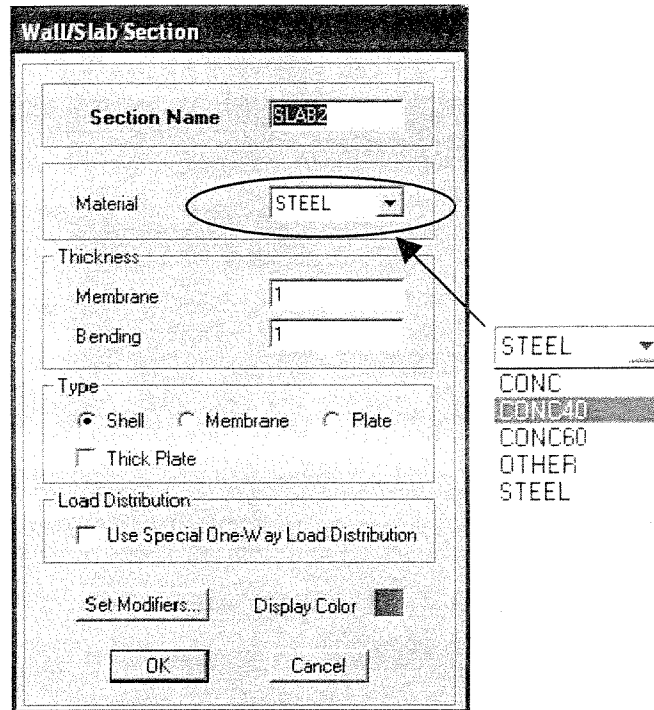 Wall/Slab Section
Section Name SLAB2
Material STEEL
Thickness
Membrane 1
Bending 1
Type
Shell Membrane Plate
Thick Plate
Load Distribution
Use Special One-Way Load Distribution
Set Modifiers... Display Color
OK Cancel
STEEL
CONC
CONC40
CONC60
OTHER
STEEL